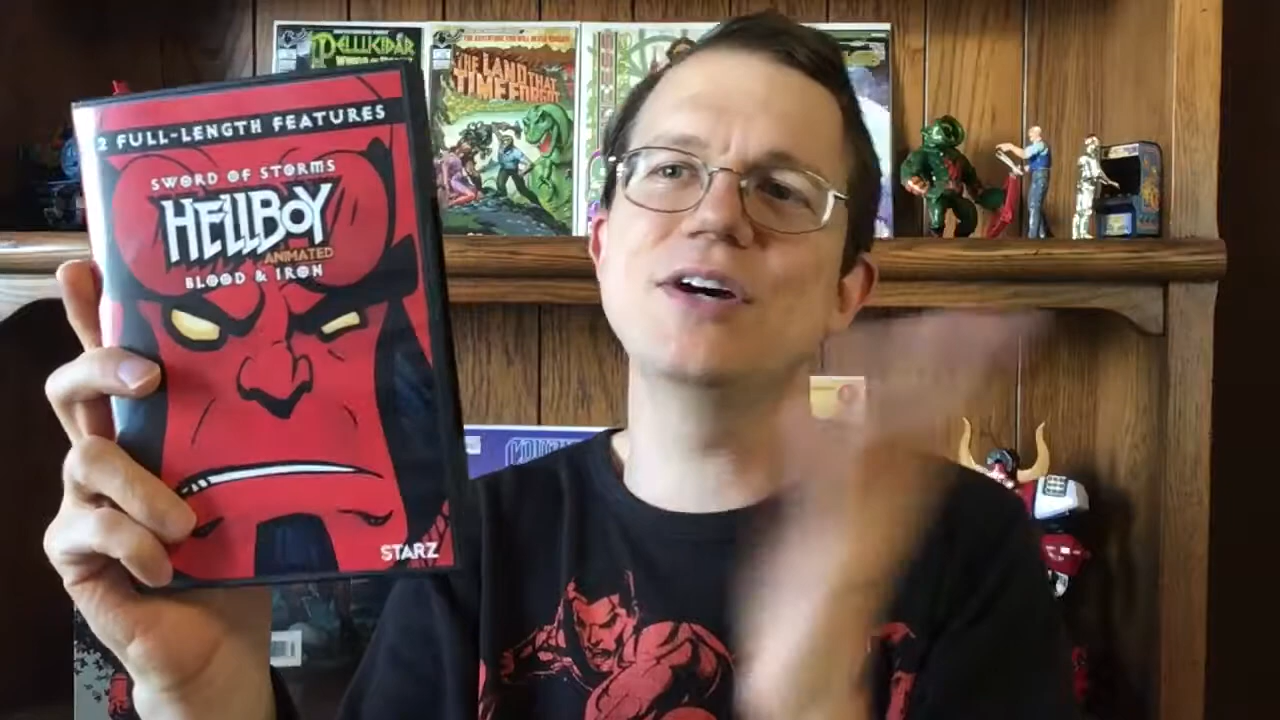 PELLUCIDAR
THE LAND THAT
TIME FORGOT
2 FULL-LENGTH FEATURES
SWORD OF STORMS
HELLBOY
ANIMATED
BLOOD & IRON
STARZ